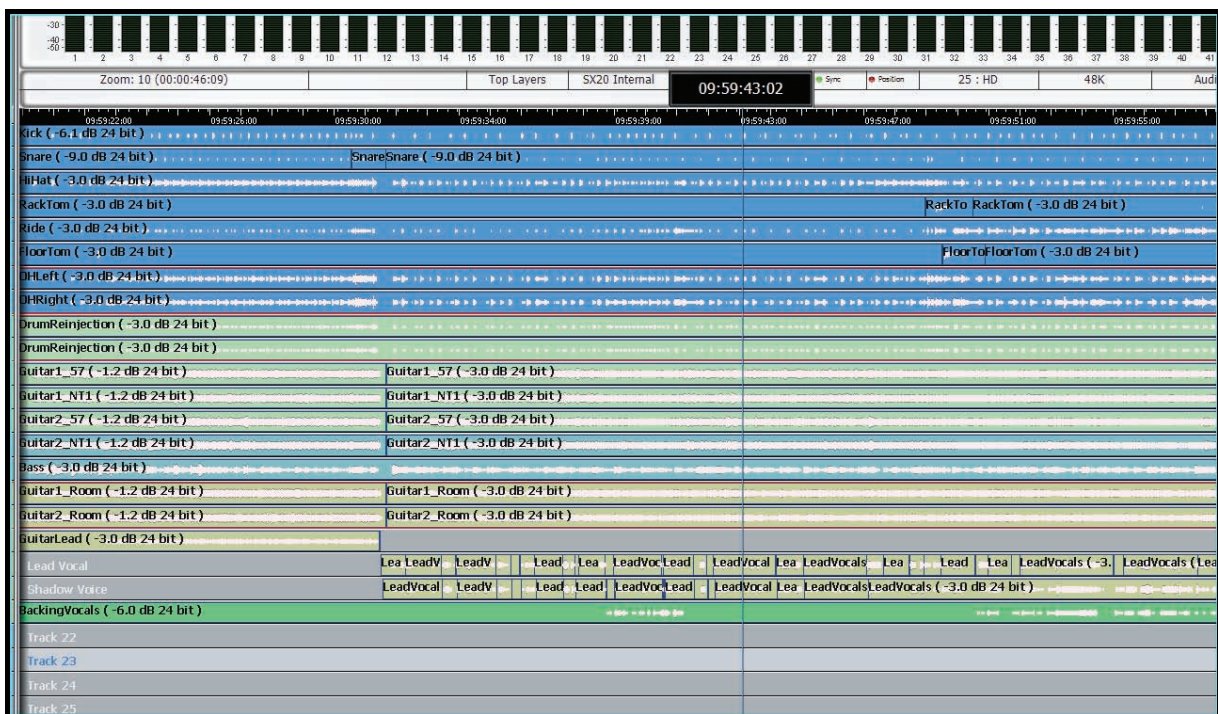 -30
-40
-60
1 2 3 4 5 6 7 8 9 10 11 12 13 14 15 16 17 18 19 20 21 22 23 24 25 26 27 28 29 30 31 32 33 34 35 36 37 38 39 40 41
Zoom: 10 (00:00:46:09) Top Layers SX20 Internal 09:59:43:02 Sync Position 25 : HD 48K Audi
09:59:22:00 09:59:26:00 09:59:30:00 09:59:34:00 09:59:39:00 09:59:43:00 09:59:47:00 09:59:51:00 09:59:55:00
Kick ( -6.1 dB 24 bit )
Snare ( -9.0 dB 24 bit ) SnareSnare ( -9.0 dB 24 bit )
HiHat ( -3.0 dB 24 bit )
RackTom ( -3.0 dB 24 bit ) RackTo RackTom ( -3.0 dB 24 bit )
Ride ( -3.0 dB 24 bit )
FloorTom ( -3.0 dB 24 bit ) FloorToFloorTom ( -3.0 dB 24 bit )
OHLeft ( -3.0 dB 24 bit )
OHRight ( -3.0 dB 24 bit )
DrumReinjection ( -3.0 dB 24 bit )
DrumReinjection ( -3.0 dB 24 bit )
Guitar1_57 ( -1.2 dB 24 bit ) Guitar1_57 ( -3.0 dB 24 bit )
Guitar1_NT1 ( -1.2 dB 24 bit ) Guitar1_NT1 ( -3.0 dB 24 bit )
Guitar2_57 ( -1.2 dB 24 bit ) Guitar2_57 ( -3.0 dB 24 bit )
Guitar2_NT1 ( -1.2 dB 24 bit ) Guitar2_NT1 ( -3.0 dB 24 bit )
Bass ( -3.0 dB 24 bit )
Guitar1_Room ( -1.2 dB 24 bit ) Guitar1_Room ( -3.0 dB 24 bit )
Guitar2_Room ( -1.2 dB 24 bit ) Guitar2_Room ( -3.0 dB 24 bit )
GuitarLead ( -3.0 dB 24 bit )
Lead Vocal Lea LeadV LeadV Lead Lea LeadVocLead LeadVocal Lea LeadVocals Lea Lead Lea LeadVocals ( -3. LeadVocals ( Lea
Shadow Voice LeadVocal LeadV Lead Lead LeadVocLead LeadVocal Lea LeadVocalsLeadVocals ( -3.0 dB 24 bit )
BackingVocals ( -6.0 dB 24 bit )
Track 22
Track 23
Track 24
Track 25